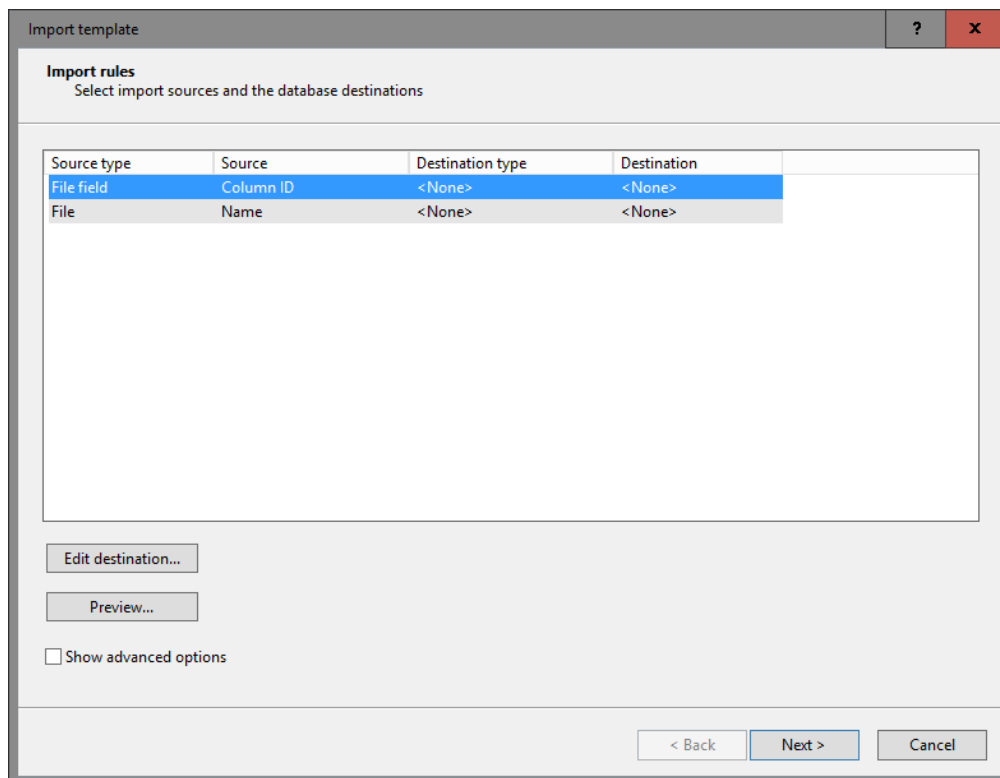 Import template ? x
Import rules
Select import sources and the database destinations
Source type Source Destination type Destination
File field Column ID <None> <None>
File Name <None> <None>
Edit destination...
Preview...
Show advanced options
< Back Next > Cancel